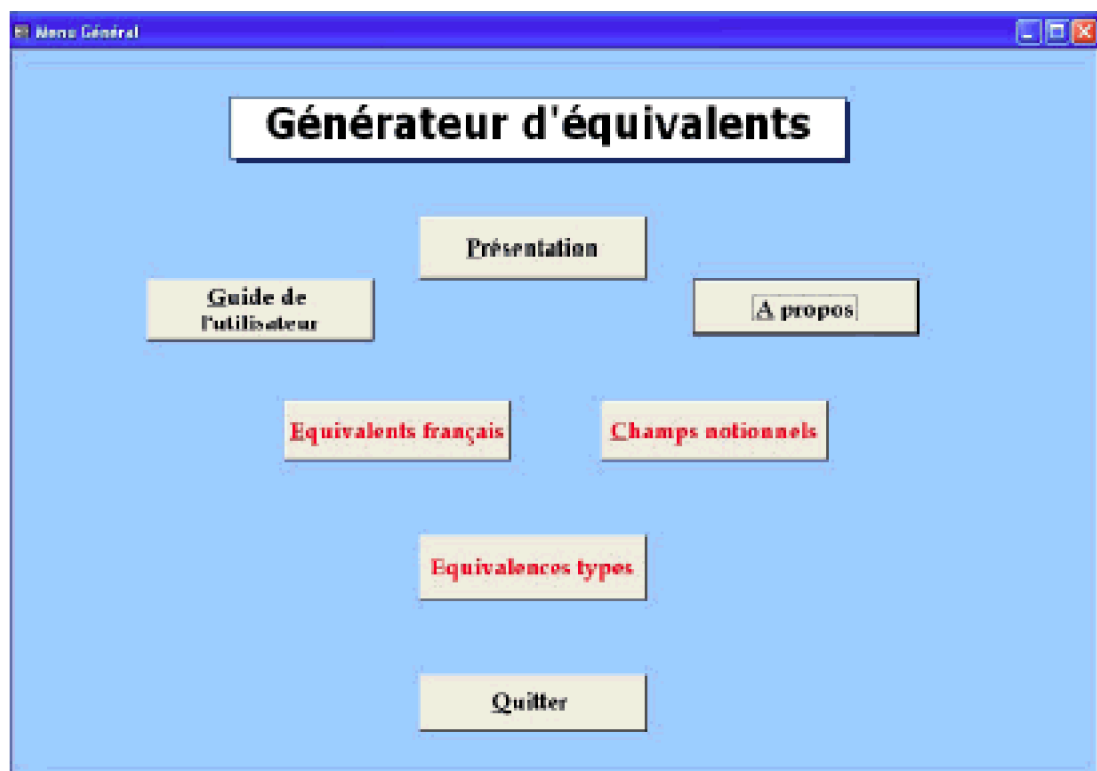 Menu Général
Générateur d'équivalents
Présentation
Guide de
l'utilisateur
A propos
Equivalents français
Champs notionnels
Equivalences types
Quitter